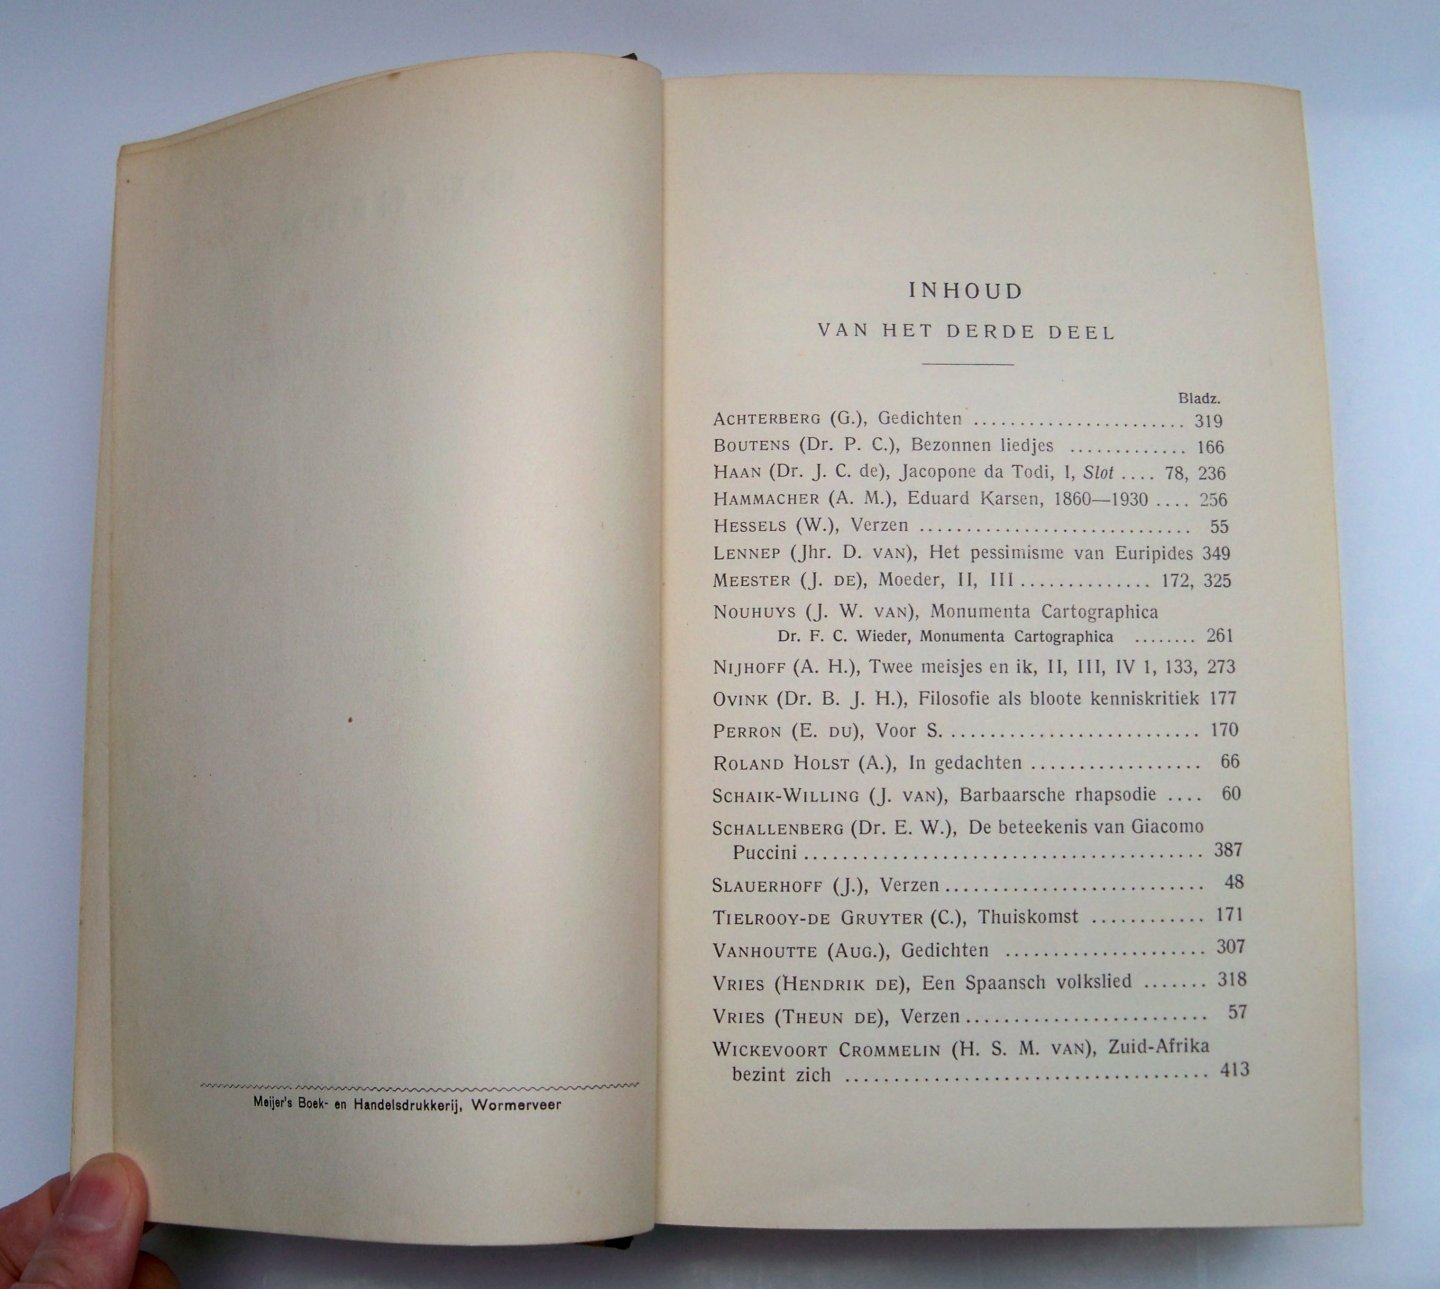 Meijer's Boek- en Handelsdrukkerij, Wormerveer
INHOUD
VAN HET DERDE DEEL
Bladz.
ACHTERBERG (G.), Gedichten ....................... 319
BOUTENS (Dr. P. C.), Bezonnen liedjes ............. 166
HAAN (Dr. J. C. de), Jacopone da Todi, I, Slot .... 78, 236
HAMMACHER (A. M.), Eduard Karsen, 1860—1930 .... 256
HESSELS (W.), Verzen .............................. 55
LENNEP (Jhr. D. VAN), Het pessimisme van Euripides 349
MEESTER (J. DE), Moeder, II, III .............. 172, 325
NOUHUYS (J. W. VAN), Monumenta Cartographica
Dr. F. C. Wieder, Monumenta Cartographica ........ 261
NIJHOFF (A. H.), Twee meisjes en ik, II, III, IV 1, 133, 273
OVINK (Dr. B. J. H.), Filosofie als bloote kenniskritiek 177
PERRON (E. DU), Voor S. .......................... 170
ROLAND HOLST (A.), In gedachten .................. 66
SCHAIK-WILLING (J. VAN), Barbaarsche rhapsodie .... 60
SCHALLENBERG (Dr. E. W.), De beteekenis van Giacomo
Puccini ......................................... 387
SLAUERHOFF (J.), Verzen ........................... 48
TIELROOY-DE GRUYTER (C.), Thuiskomst ............ 171
VANHOUTTE (AUG.), Gedichten ..................... 307
VRIES (HENDRIK DE), Een Spaansch volkslied ....... 318
VRIES (THEUN DE), Verzen ......................... 57
WICKEVOORT CROMMELIN (H. S. M. VAN), Zuid-Afrika
bezint zich ..................................... 413